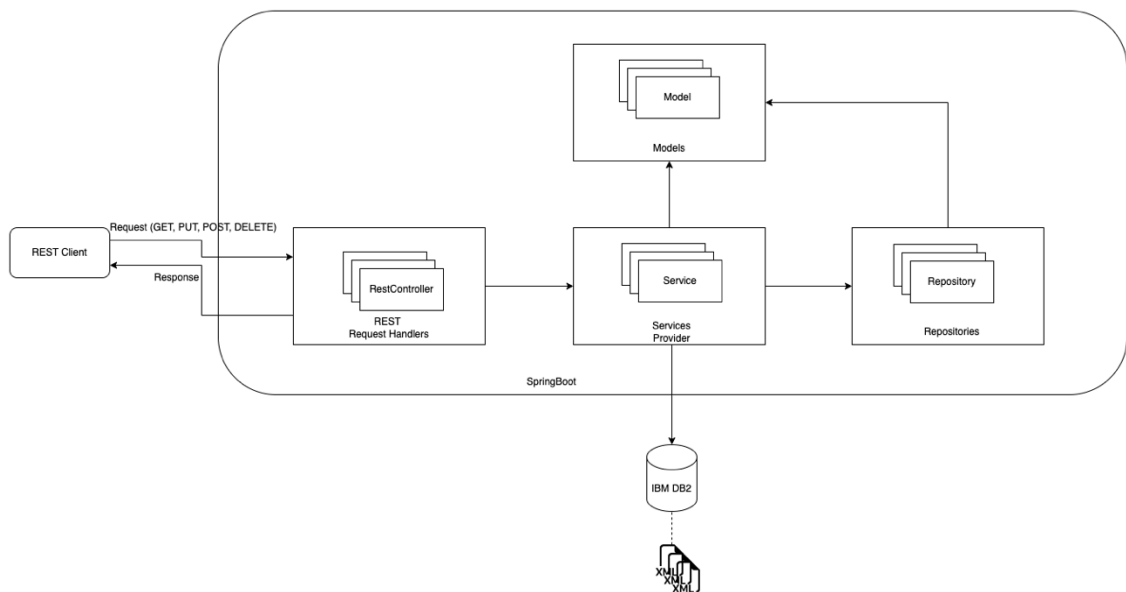 Model
Models
Request (GET, PUT, POST, DELETE)
REST Client
Response
RestController
REST
Request Handlers
Service
Services
Provider
Repository
Repositories
SpringBoot
IBM DB2
XML
XML
XML